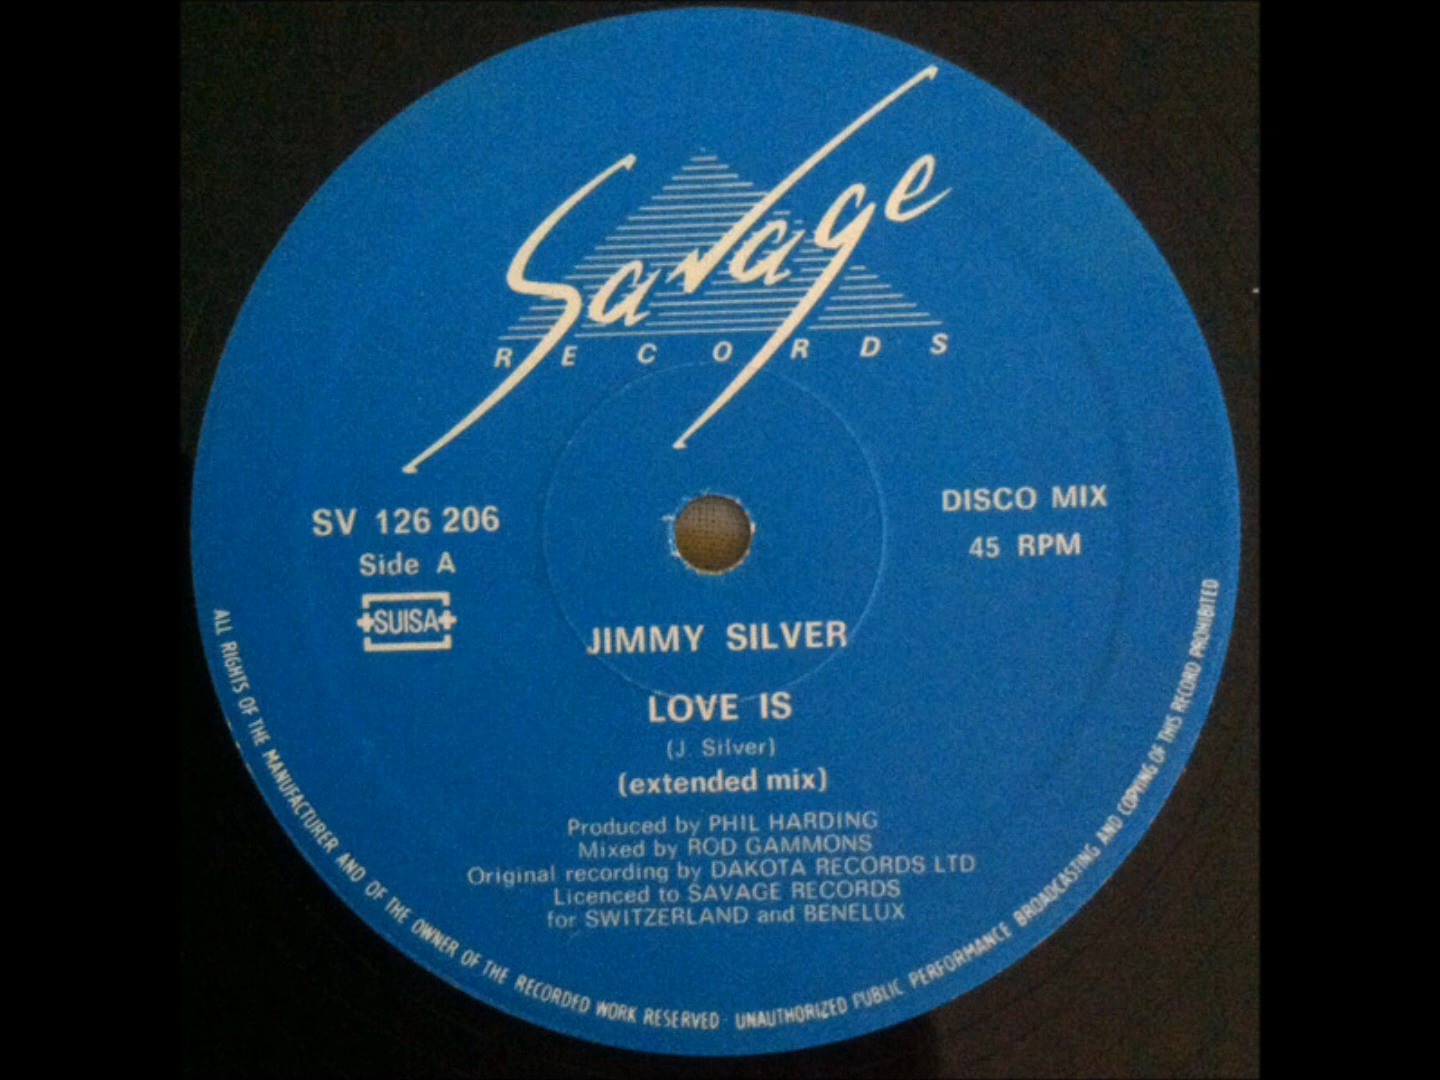 Savage
RECORDS
SV 126 206
Side A
SUISA
DISCO MIX
45 RPM
JIMMY SILVER
LOVE IS
(J. Silver)
(extended mix)
Produced by PHIL HARDING
Mixed by ROD GAMMONS
Original recording by DAKOTA RECORDS LTD
Licenced to SAVAGE RECORDS
for SWITZERLAND and BENELUX
ALL RIGHTS OF THE MANUFACTURER AND OF THE OWNER OF THE RECORDED WORK RESERVED · UNAUTHORIZED PUBLIC PERFORMANCE BROADCASTING AND COPYING OF THIS RECORD PROHIBITED